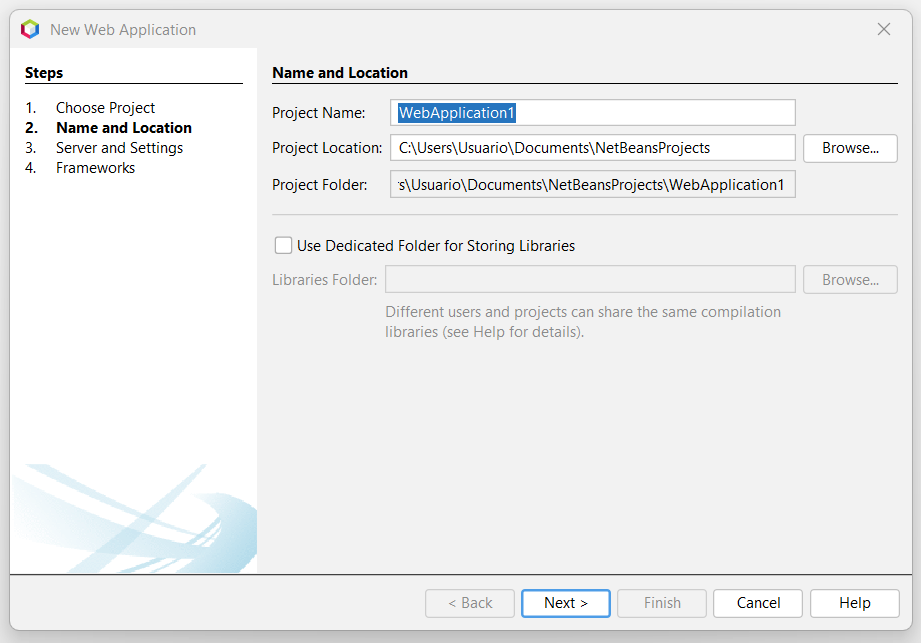 New Web Application
Steps
1. Choose Project
2. Name and Location
3. Server and Settings
4. Frameworks
Name and Location
Project Name: WebApplication1
Project Location: C:\Users\Usuario\Documents\NetBeansProjects Browse...
Project Folder: s\Usuario\Documents\NetBeansProjects\WebApplication1
Use Dedicated Folder for Storing Libraries
Libraries Folder: Browse...
Different users and projects can share the same compilation
libraries (see Help for details).
< Back Next > Finish Cancel Help